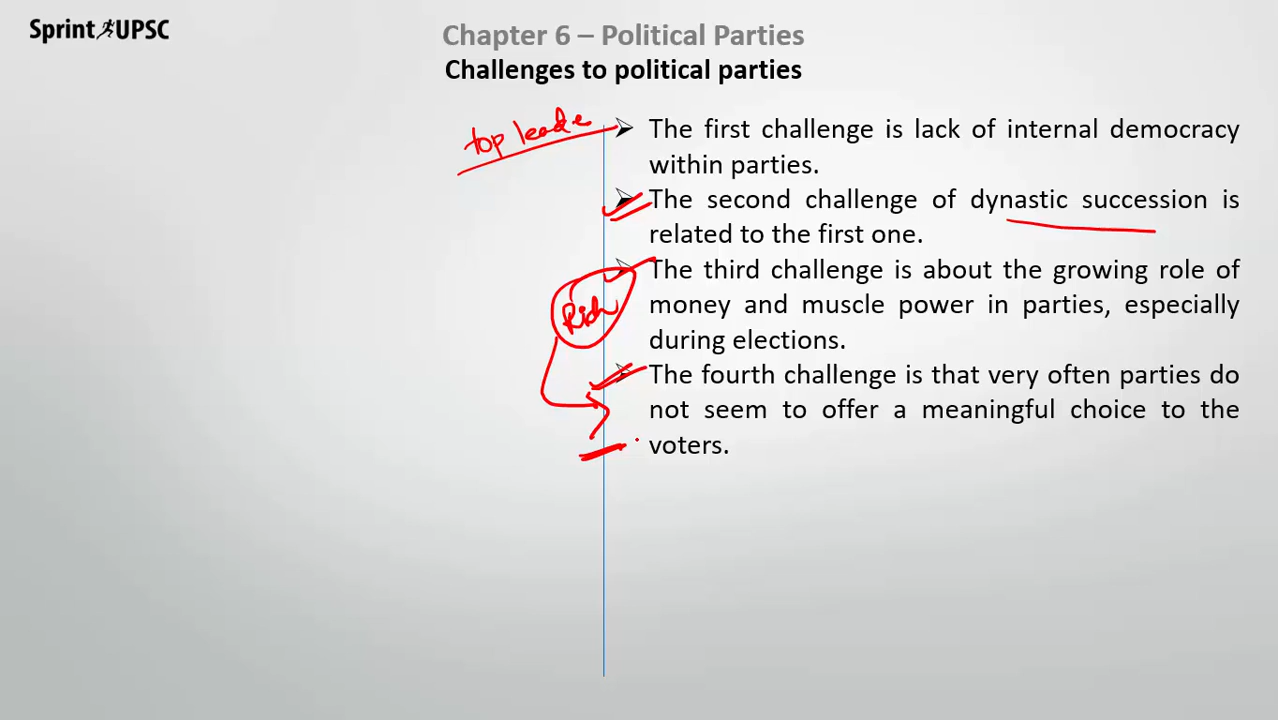 Sprint UPSC
Chapter 6 – Political Parties
Challenges to political parties
top leade
➢ The first challenge is lack of internal democracy
within parties.
➢ The second challenge of dynastic succession is
related to the first one.
➢ The third challenge is about the growing role of
Rich
money and muscle power in parties, especially
during elections.
➢ The fourth challenge is that very often parties do
not seem to offer a meaningful choice to the
voters.